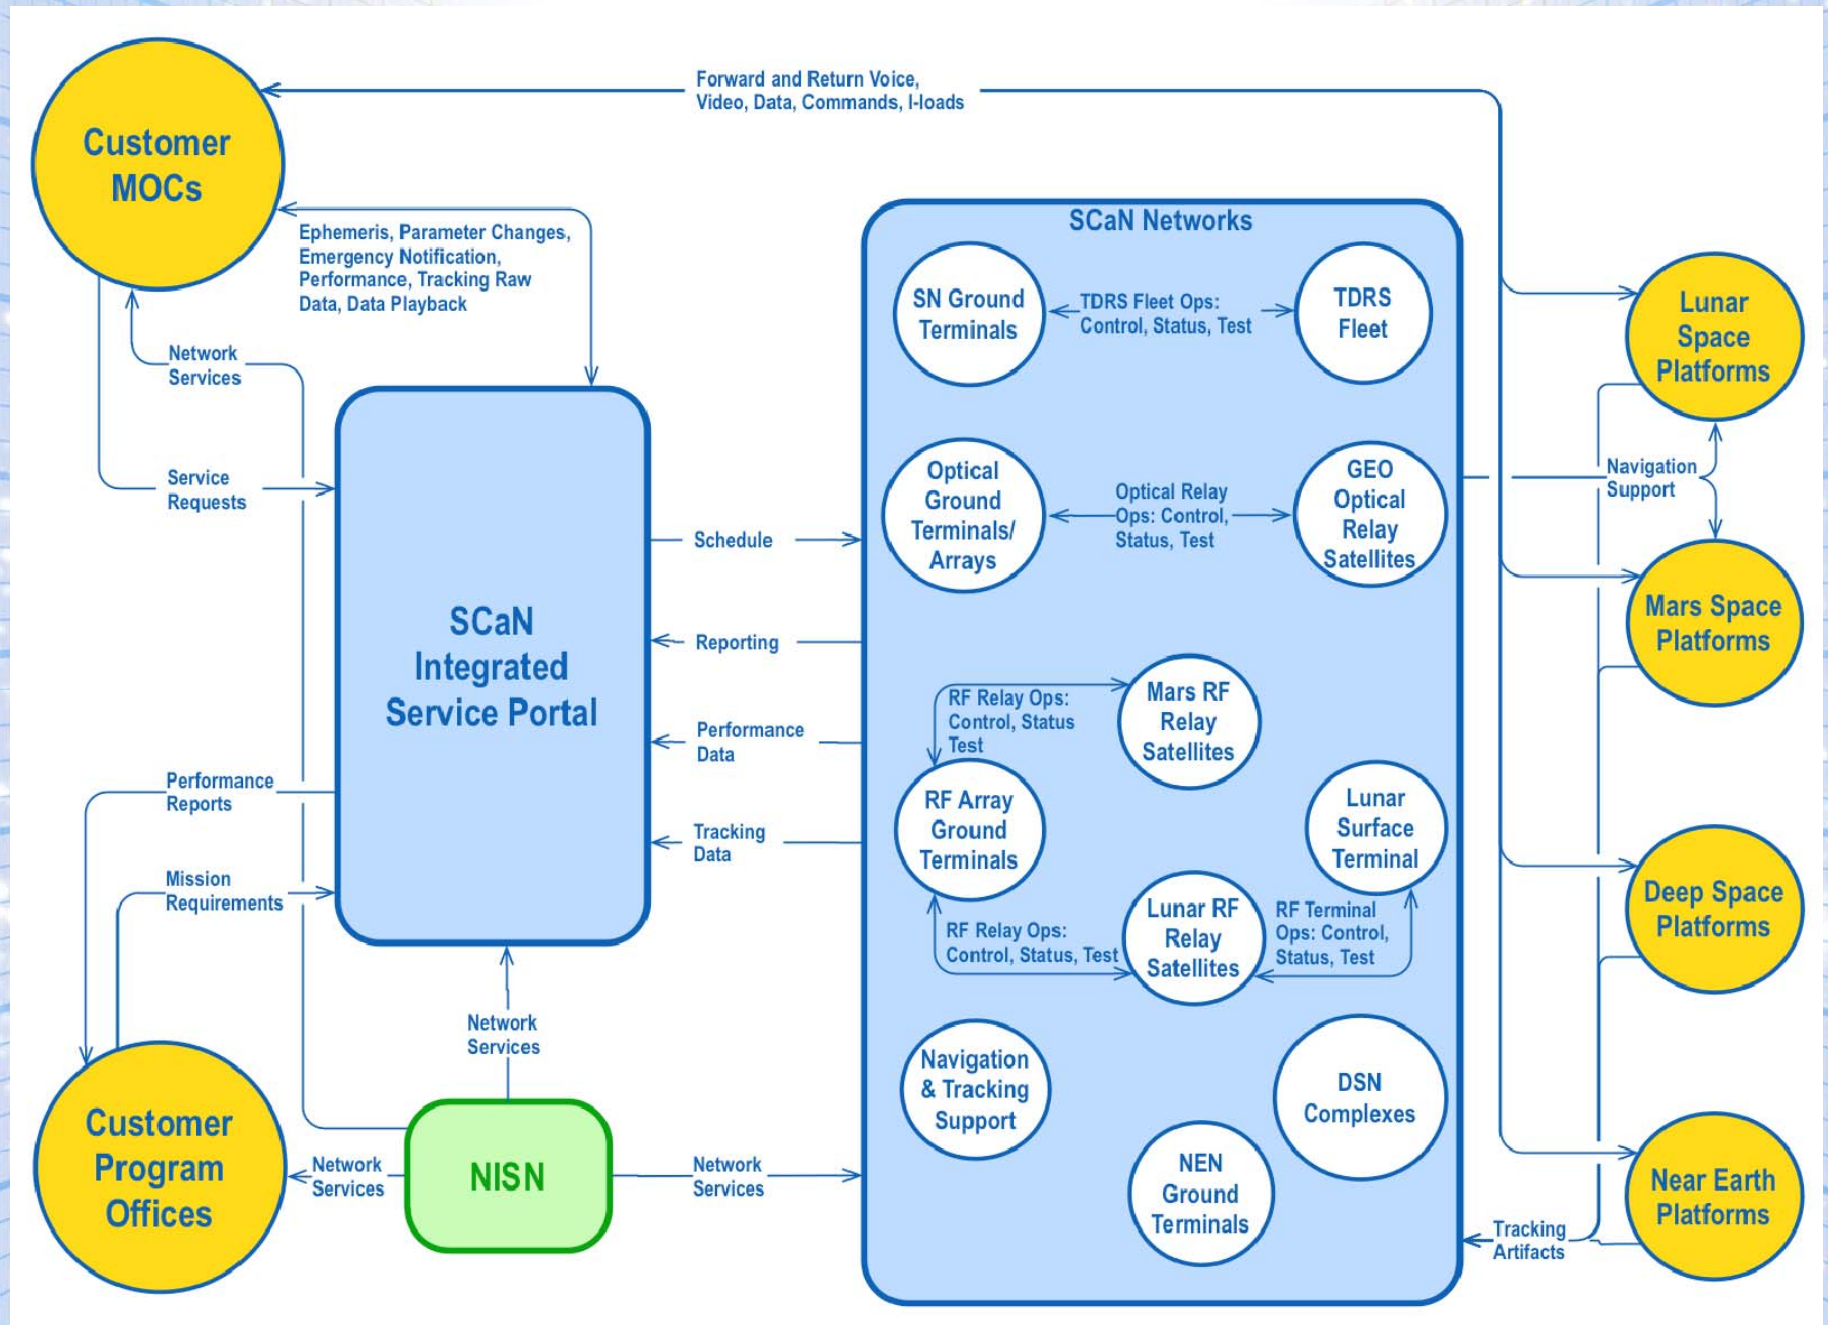 Forward and Return Voice,
Video, Data, Commands, I-loads
Customer
MOCs
Ephemeris, Parameter Changes,
Emergency Notification,
Performance, Tracking Raw
Data, Data Playback
Network
Services
Service
Requests
SCaN
Integrated
Service Portal
Performance
Reports
Mission
Requirements
Customer
Program
Offices
Network
Services
NISN
Network
Services
Network
Services
Schedule
Reporting
Performance
Data
Tracking
Data
SCaN Networks
SN Ground
Terminals
TDRS Fleet Ops:
Control, Status, Test
TDRS
Fleet
Optical
Ground
Terminals/
Arrays
Optical Relay
Ops: Control,
Status, Test
GEO
Optical
Relay
Satellites
RF Relay Ops:
Control, Status
Test
Mars RF
Relay
Satellites
RF Array
Ground
Terminals
Lunar
Surface
Terminal
RF Relay Ops:
Control, Status, Test
Lunar RF
Relay
Satellites
RF Terminal
Ops: Control,
Status, Test
Navigation
& Tracking
Support
DSN
Complexes
NEN
Ground
Terminals
Lunar
Space
Platforms
Navigation
Support
Mars Space
Platforms
Deep Space
Platforms
Near Earth
Platforms
Tracking
Artifacts